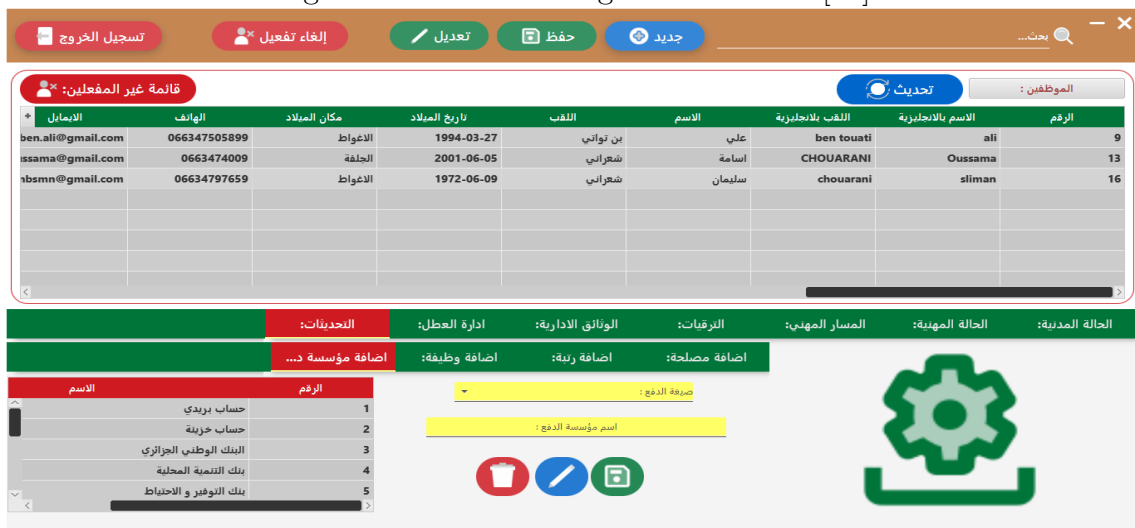 بحث... جديد حفظ تعديل إلغاء تفعيل تسجيل الخروج
الموظفين : تحديث قائمة غير المفعلين:
الرقم الاسم بالانجليزية اللقب بلانجليزية الاسم اللقب تاريخ الميلاد مكان الميلاد الهاتف الايمايل +
9 ali ben touati علي بن تواتي 1994-03-27 الاغواط 066347505899 ben.ali@gmail.com
13 Oussama CHOUARANI اسامة شعراني 2001-06-05 الجلفة 0663474009 ssama@gmail.com
16 sliman chouarani سليمان شعراني 1972-06-09 الاغواط 06634797659 bsmn@gmail.com
الحالة المدنية: الحالة المهنية: المسار المهني: الترقيات: الوثائق الادارية: ادارة العطل: التحديثات:
اضافة مصلحة: اضافة رتبة: اضافة وظيفة: اضافة مؤسسة د...
صيغة الدفع :
اسم مؤسسة الدفع :
الرقم الاسم
1 حساب بريدي
2 حساب خزينة
3 البنك الوطني الجزائري
4 بنك التنمية المحلية
5 بنك التوفير و الاحتياط